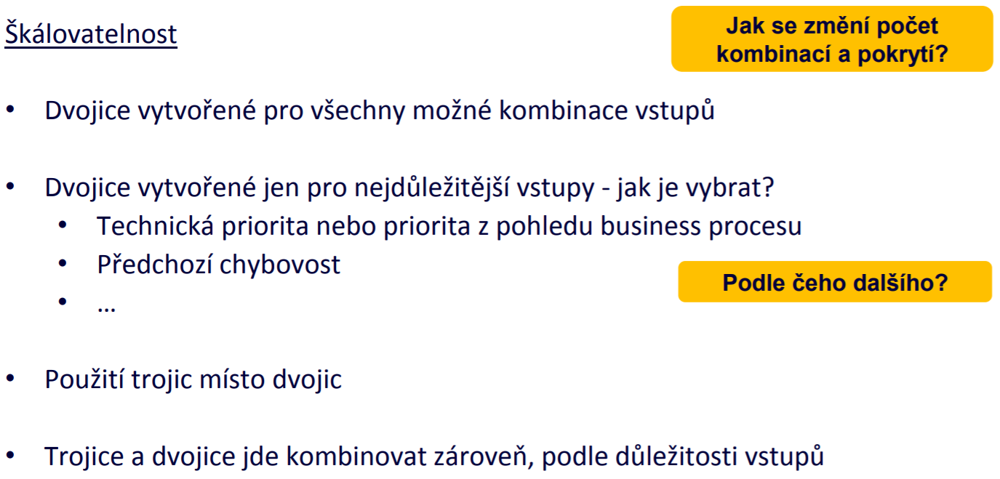 Škálovatelnost
Jak se změní počet
kombinací a pokrytí?
• Dvojice vytvořené pro všechny možné kombinace vstupů
• Dvojice vytvořené jen pro nejdůležitější vstupy - jak je vybrat?
• Technická priorita nebo priorita z pohledu business procesu
• Předchozí chybovost
Podle čeho dalšího?
• ...
• Použití trojic místo dvojic
• Trojice a dvojice jde kombinovat zároveň, podle důležitosti vstupů